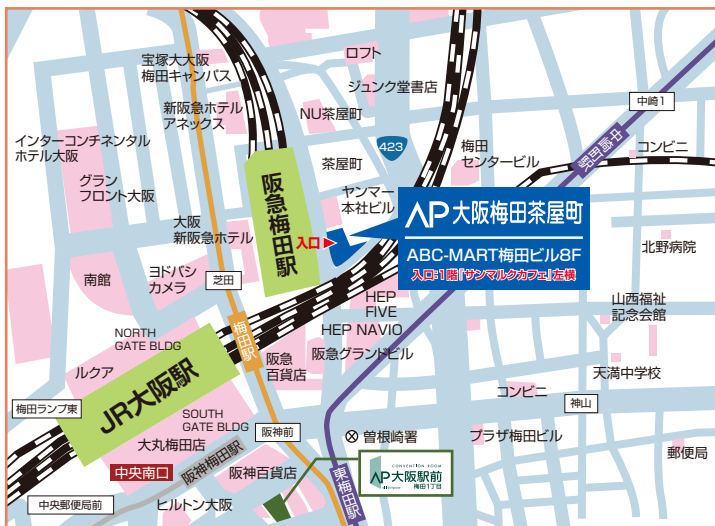 宝塚大大阪
梅田キャンパス
ロフト
ジュンク堂書店
新阪急ホテル
アネックス
NU茶屋町
中崎1
423
中崎町駅
コンビニ
インターコンチネンタル
ホテル大阪
茶屋町
梅田
センタービル
グラン
フロント大阪
阪急梅田駅
ヤンマー
本社ビル
AP大阪梅田茶屋町
ABC-MART梅田ビル8F
入口:1階『サンマルクカフェ』左横
入口
大阪
新阪急ホテル
北野病院
南館
ヨドバシ
カメラ
芝田
HEP
FIVE
山西福祉
記念会館
NORTH
GATE BLDG
梅田駅
HEP NAVIO
阪急
百貨店
阪急グランドビル
ルクア
JR大阪駅
天満中学校
コンビニ
神山
梅田ランプ東
SOUTH
GATE BLDG
阪神前
曽根崎署
プラザ梅田ビル
大丸梅田店
郵便局
中央南口
阪神梅田駅
阪神百貨店
東梅田駅
CONVENTION ROOM
AP大阪駅前
梅田1丁目
中央郵便局前
ヒルトン大阪